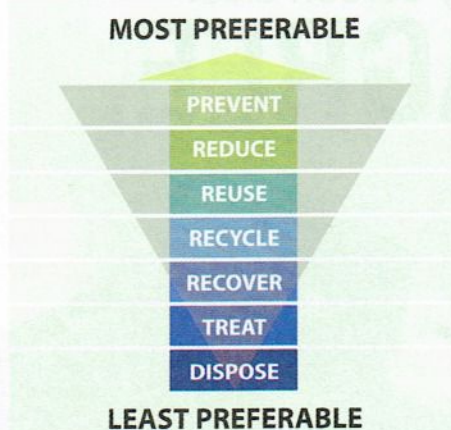 MOST PREFERABLE
PREVENT
REDUCE
REUSE
RECYCLE
RECOVER
TREAT
DISPOSE
LEAST PREFERABLE